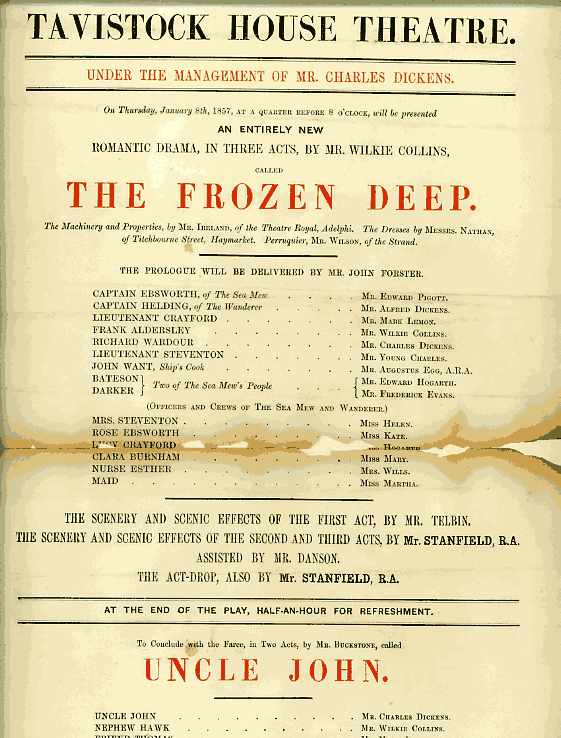 TAVISTOCK HOUSE THEATRE.
UNDER THE MANAGEMENT OF MR. CHARLES DICKENS.
On Thursday, January 8th, 1857, AT A QUARTER BEFORE 8 O'CLOCK, will be presented
AN ENTIRELY NEW
ROMANTIC DRAMA, IN THREE ACTS, BY MR. WILKIE COLLINS,
CALLED
THE FROZEN DEEP.
The Machinery and Properties, by MR. IRELAND, of the Theatre Royal, Adelphi. The Dresses by MESSRS. NATHAN,
of Titchbourne Street, Haymarket. Perruquier, MR. WILSON, of the Strand.
THE PROLOGUE WILL BE DELIVERED BY MR. JOHN FORSTER.
CAPTAIN EBSWORTH, of The Sea Mew . . . . MR. EDWARD PIGOTT.
CAPTAIN HELDING, of The Wanderer . . . . MR. ALFRED DICKENS.
LIEUTENANT CRAYFORD . . . . MR. MARK LEMON.
FRANK ALDERSLEY . . . . MR. WILKIE COLLINS.
RICHARD WARDOUR . . . . MR. CHARLES DICKENS.
LIEUTENANT STEVENTON . . . . MR. YOUNG CHARLES.
JOHN WANT, Ship's Cook . . . . MR. AUGUSTUS EGG, A.R.A.
BATESON } Two of The Sea Mew's People . . . . { MR. EDWARD HOGARTH.
DARKER } { MR. FREDERICK EVANS.
(OFFICERS AND CREWS OF THE SEA MEW AND WANDERER.)
MRS. STEVENTON . . . . MISS HELEN.
ROSE EBSWORTH . . . . MISS KATE.
CRAYFORD . . . . HOGARTH.
CLARA BURNHAM . . . . MISS MARY.
NURSE ESTHER . . . . MRS. WILLS.
MAID . . . . MISS MARTHA.
THE SCENERY AND SCENIC EFFECTS OF THE FIRST ACT, BY MR. TELBIN.
THE SCENERY AND SCENIC EFFECTS OF THE SECOND AND THIRD ACTS, BY Mr. STANFIELD, R.A.
ASSISTED BY MR. DANSON.
THE ACT-DROP, ALSO BY Mr. STANFIELD, R.A.
AT THE END OF THE PLAY, HALF-AN-HOUR FOR REFRESHMENT.
To Conclude with the Farce, in Two Acts, by MR. BUCKSTONE, called
UNCLE JOHN.
UNCLE JOHN . . . . MR. CHARLES DICKENS.
NEPHEW HAWK . . . . MR. WILKIE COLLINS.